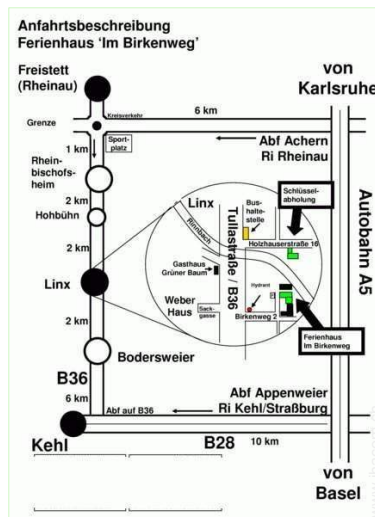 Anfahrtsbeschreibung
Ferienhaus 'Im Birkenweg'
Freistett
(Rheinau)
von
Karlsruhe
Grenze
Kreisverkehr
6 km
Sport-
platz
1 km
Abf Achern
Ri Rheinau
Rhein-
bischofs-
heim
2 km
Hohbühn
2 km
Linx
Rinnbach
Tullastraße / B36
Bus-
halte-
stelle
Schlüssel-
abholung
Holzhauserstraße 16
Gasthaus
Grüner Baum
Autobahn A5
Linx
Weber
Haus
Sack-
gasse
Hydrant
Birkenweg 2
Ferienhaus
Im Birkenweg
2 km
Bodersweier
B36
6 km
Abf auf B36
Abf Appenweier
Ri Kehl/Straßburg
Kehl
B28
10 km
von
Basel